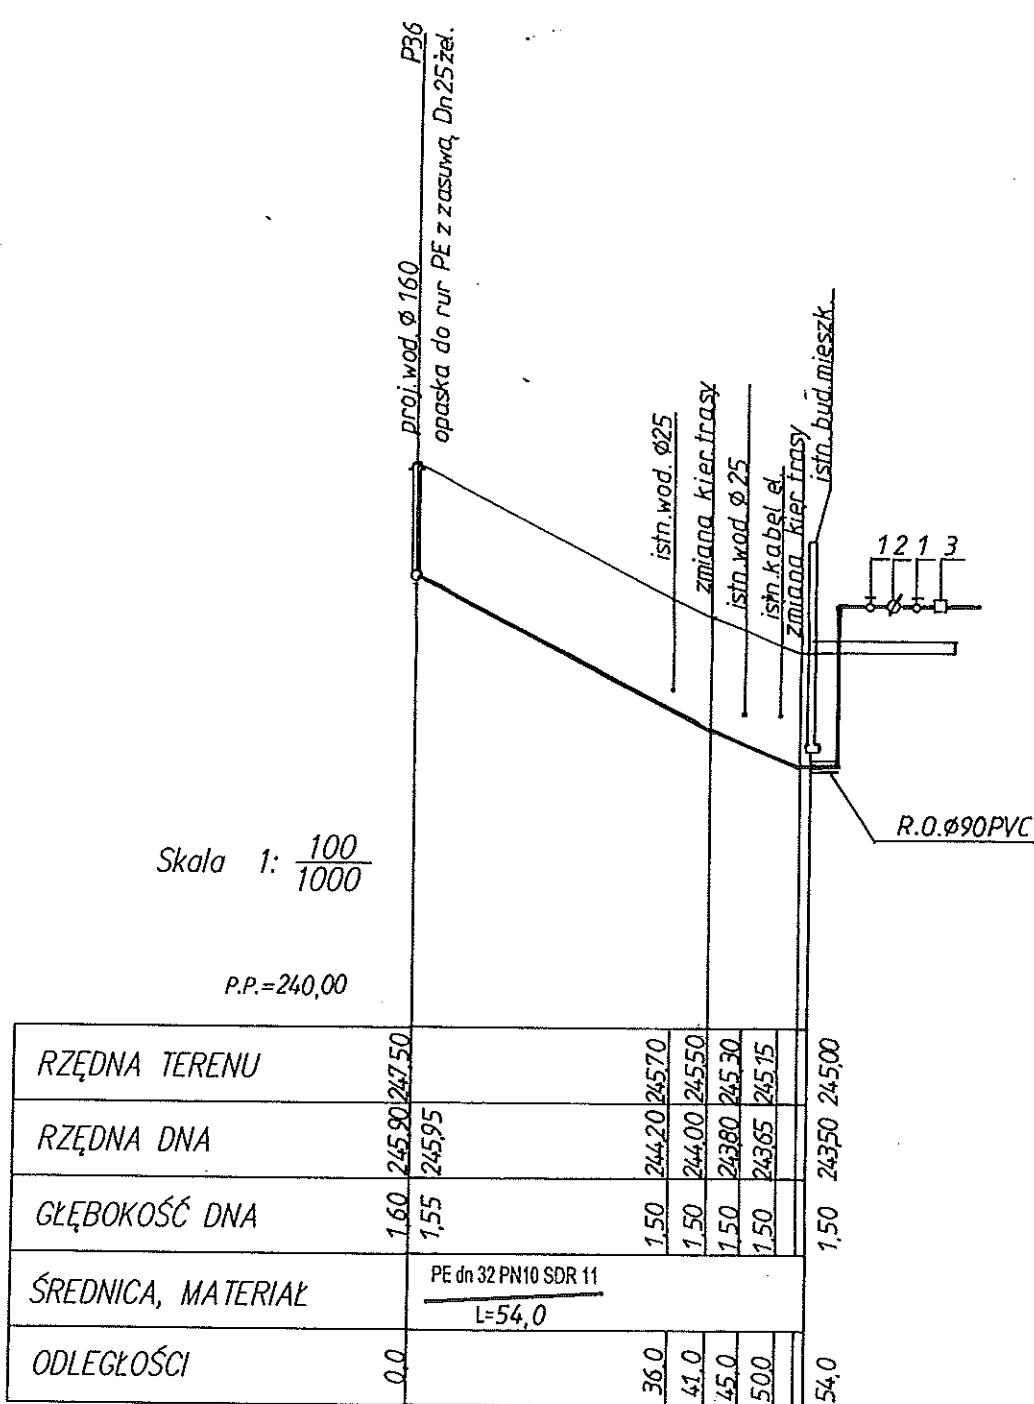 P36
proj.wod. Ø 160
opaska do rur PE z zasuwą Dn25żel.
istn.wod. Ø25
zmiana kier.trasy
istn.wod. Ø 25
istn.kabel el.
zmiana kier trasy
istn.bud.mieszk.
1 2 1 3
R.O.Ø90PVC
Skala 1: 100
1000
P.P.=240,00
RZĘDNA TERENU 247.50 245.70 245.50 245.30 245.15 245,00
RZĘDNA DNA 245.90 245.95 244.20 244.00 243.80 243.65 243.50
GŁĘBOKOŚĆ DNA 1.60 1.55 1.50 1.50 1.50 1.50 1.50
ŚREDNICA, MATERIAŁ PE dn 32 PN10 SDR 11
L=54,0
ODLEGŁOŚCI 0.0 36.0 41.0 45.0 50.0 54.0